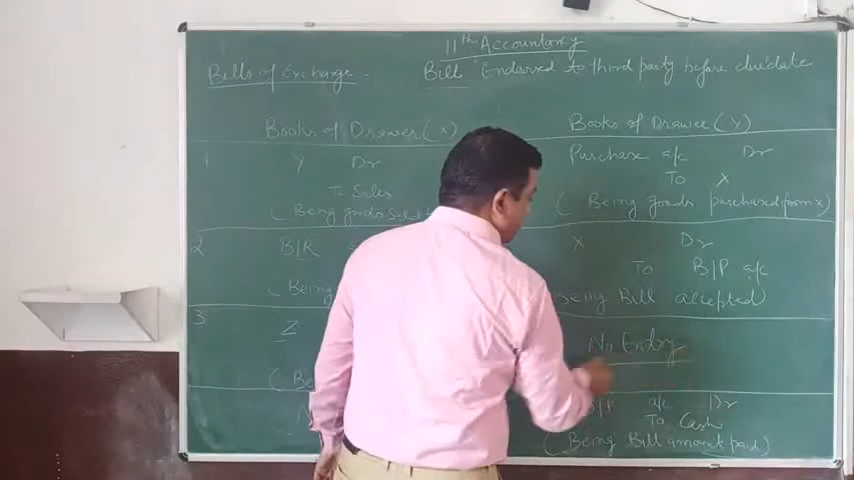 11th Accountancy
Bills of Exchange -
Bill Endorsed to third party before duedate
Books of Drawer (X)
Books of Drawee (Y)
1 Y Dr
Purchase a/c Dr
To Sales
To X
( Being goods
( Being goods purchased from x)
2 B/R
X Dr
To B/P a/c
( Being
Being Bill accepted)
3 Z
No Entry
B/P a/c Dr
To Cash
(Being Bill amount paid)